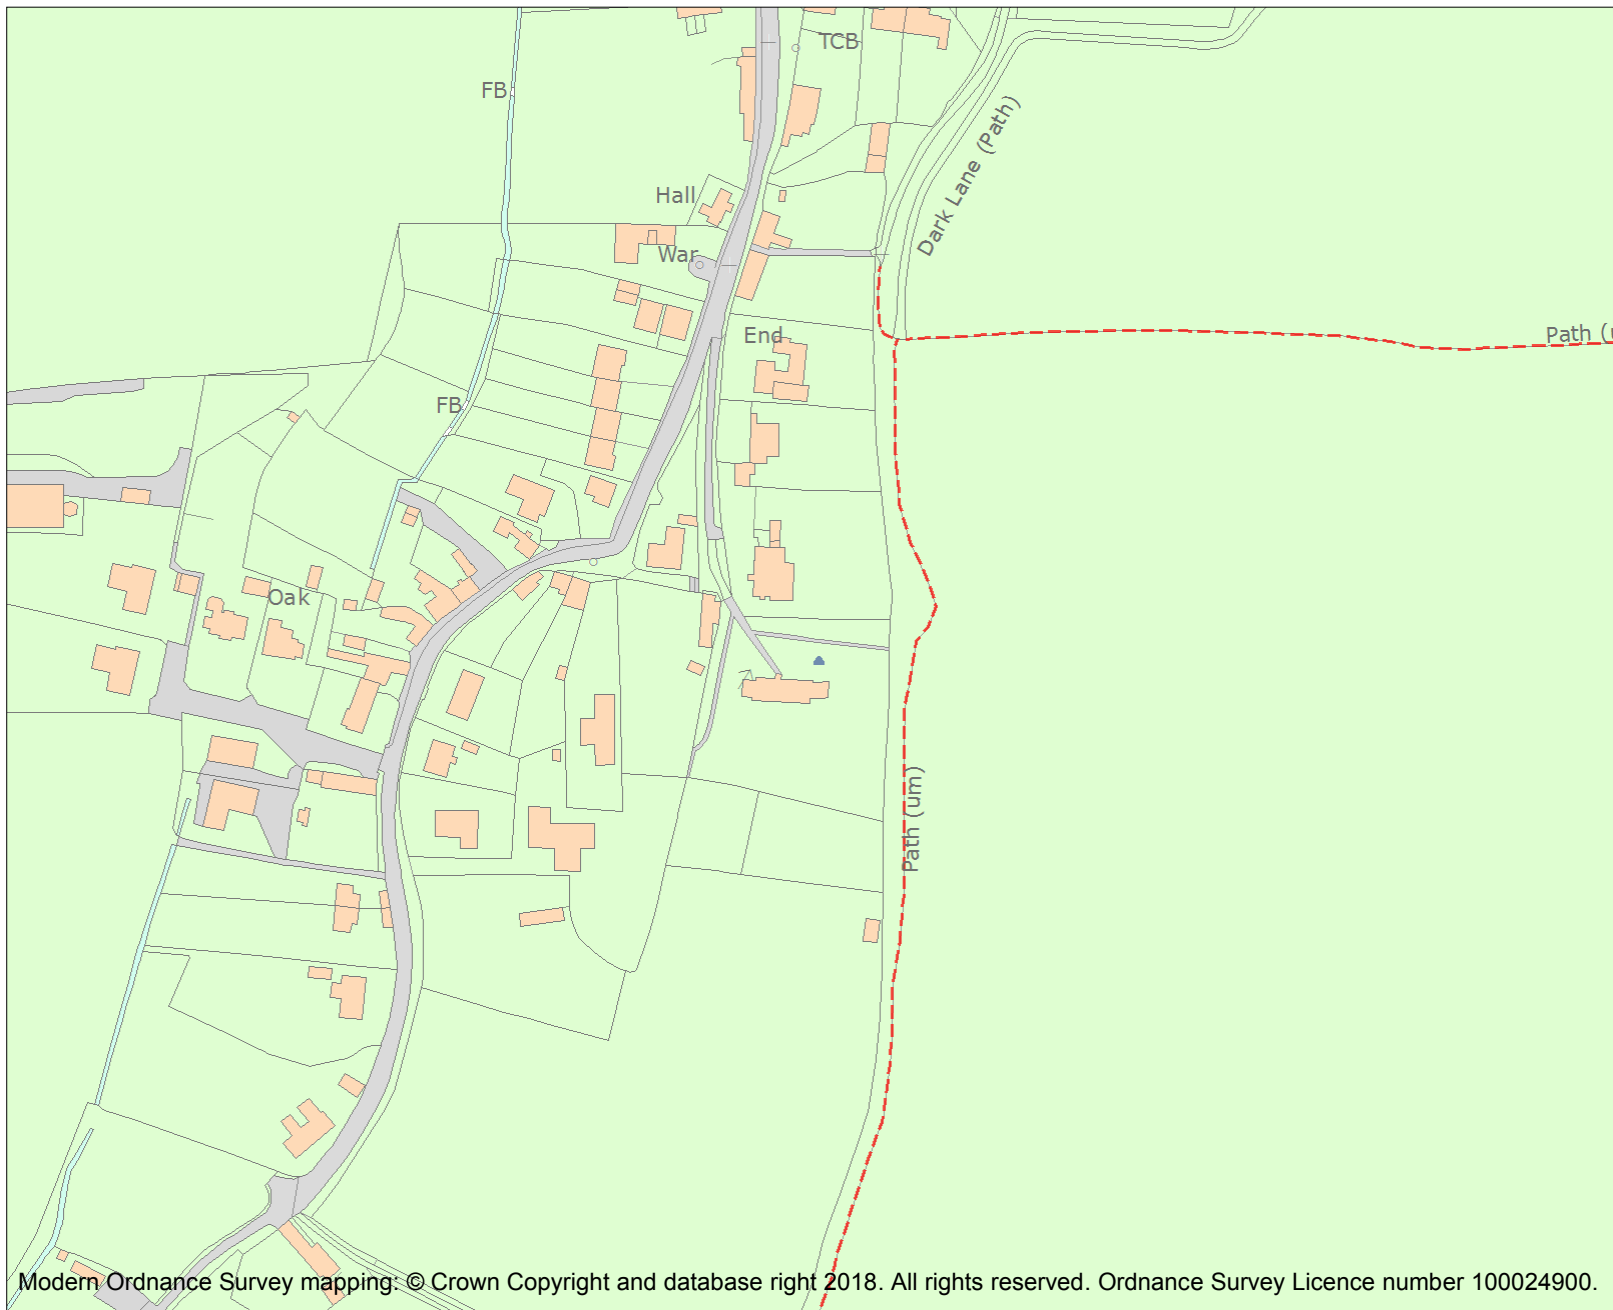 TCB
FB
Dark Lane (Path)
Hall
War
End
Path (u
FB
Oak
Path (um)
Modern Ordnance Survey mapping: © Crown Copyright and database right 2018. All rights reserved. Ordnance Survey Licence number 100024900.